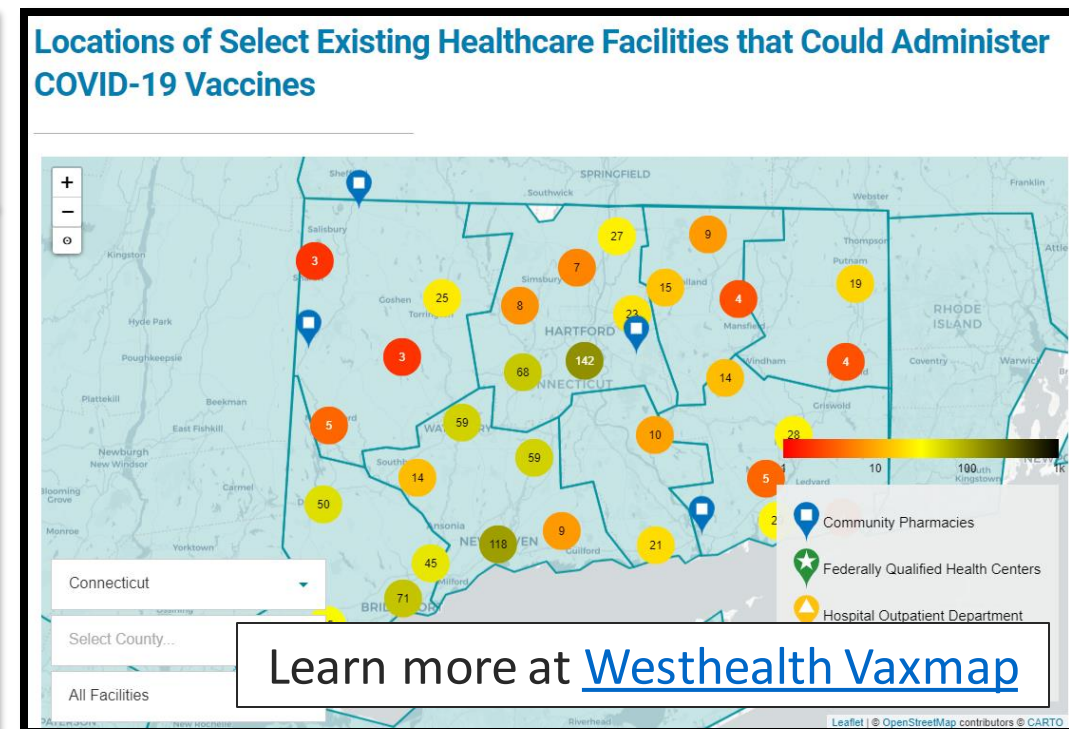 Locations of Select Existing Healthcare Facilities that Could Administer
COVID-19 Vaccines
+
−
SPRINGFIELD
Southwick
Webster
Franklin
Salisbury
Kingston
27
9
Thompson
Putnam
3
7
Simsbury
15
19
Goshen
25
8
4
Hyde Park
HARTFORD
Mansfield
RHODE
ISLAND
Poughkeepsie
3
68
142
Windham
4
Coventry
Warwick
14
Plattekill
Beekman
Griswold
East Fishkill
5
59
10
28
Newburgh
New Windsor
59
14
5
10
100
1k
Kingstown
Ledyard
Blooming
Grove
Carmel
50
Community Pharmacies
Monroe
Yorktown
Ansonia
118
9
Guilford
21
45
Federally Qualified Health Centers
Connecticut
Milford
71
Hospital Outpatient Department
Select County...
Learn more at Westhealth Vaxmap
All Facilities
New Rochelle
Riverhead
Leaflet | © OpenStreetMap contributors © CARTO